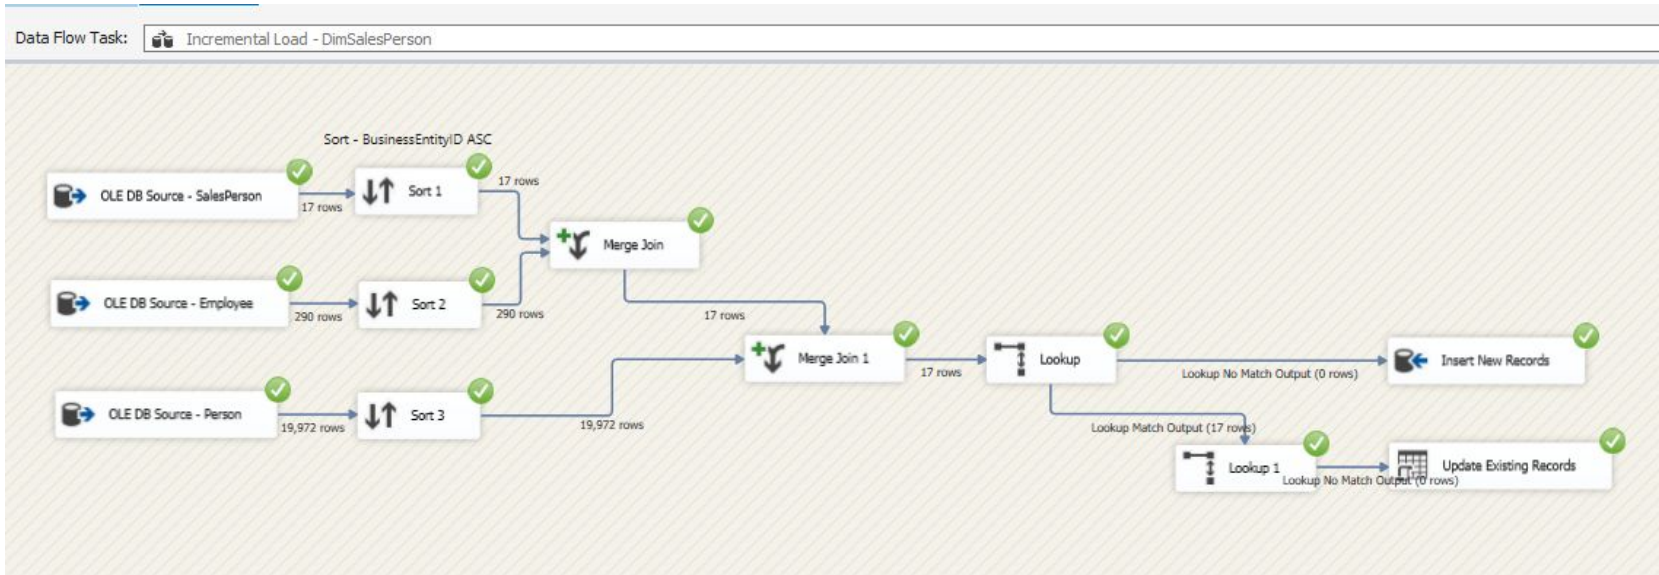 Data Flow Task: Incremental Load - DimSalesPerson
Sort - BusinessEntityID ASC
OLE DB Source - SalesPerson
17 rows
Sort 1
17 rows
Merge Join
OLE DB Source - Employee
290 rows
Sort 2
290 rows
17 rows
OLE DB Source - Person
19,972 rows
Sort 3
19,972 rows
Merge Join 1
17 rows
Lookup
Lookup No Match Output (0 rows)
Insert New Records
Lookup Match Output (17 rows)
Lookup 1
Lookup No Match Output (0 rows)
Update Existing Records